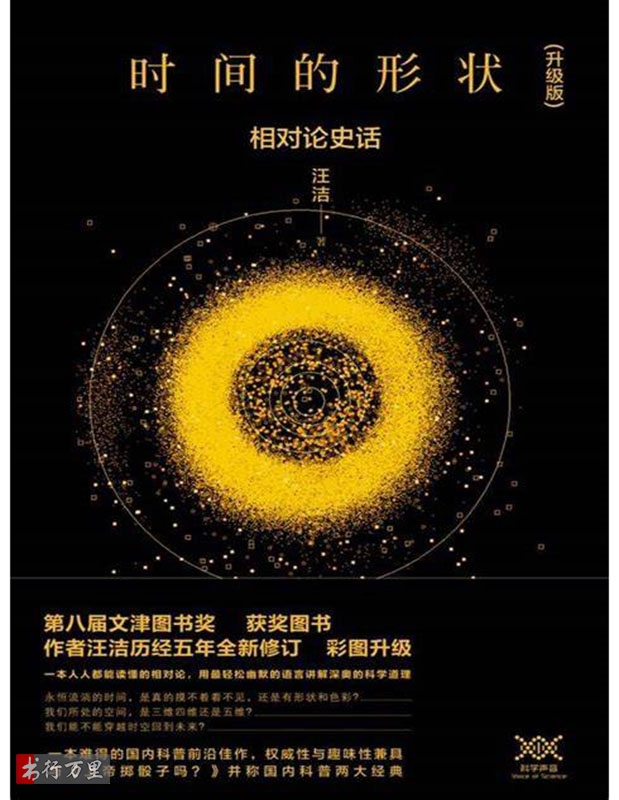 时间的形状
(升级版)
相对论史话
汪洁
著
第八届文津图书奖 获奖图书
作者汪洁历经五年全新修订 彩图升级
一本人人都能读懂的相对论，用最轻松幽默的语言讲解深奥的科学道理
永恒流淌的时间，是真的摸不着看不见，还是有形状和色彩?
我们所处的空间，是三维四维还是五维?
我们能不能穿越时空回到未来?
一本难得的国内科普前沿佳作，权威性与趣味性兼具
帝掷骰子吗？》并称国内科普两大经典
书行万里
科学声音
Voice of Science